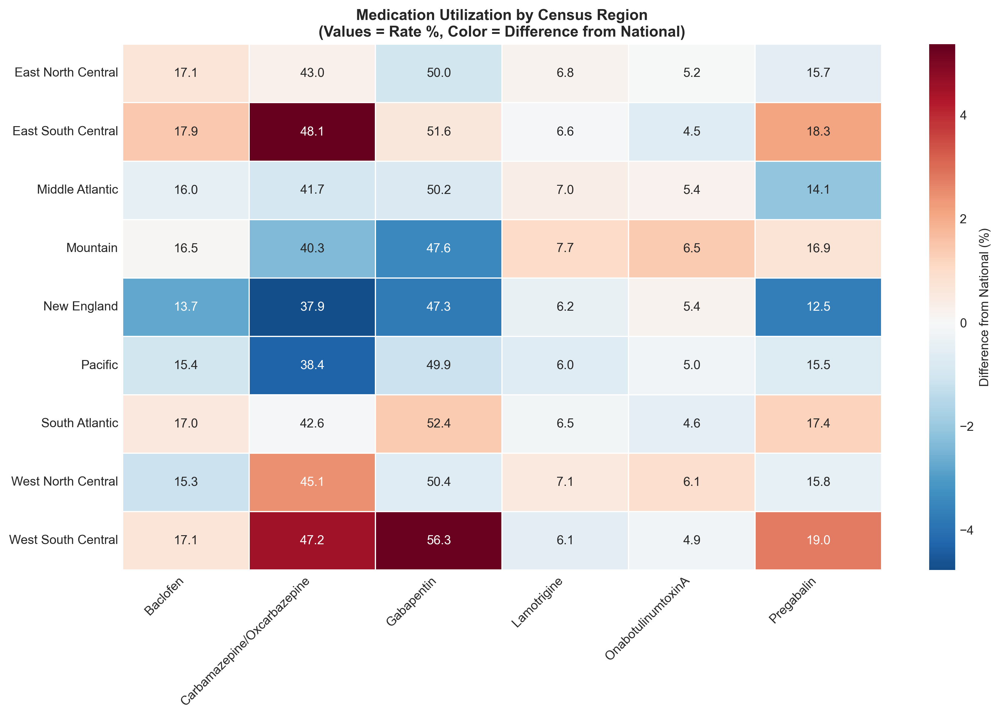 Medication Utilization by Census Region
(Values = Rate %, Color = Difference from National)
East North Central 17.1 43.0 50.0 6.8 5.2 15.7
East South Central 17.9 48.1 51.6 6.6 4.5 18.3
Middle Atlantic 16.0 41.7 50.2 7.0 5.4 14.1
Mountain 16.5 40.3 47.6 7.7 6.5 16.9
New England 13.7 37.9 47.3 6.2 5.4 12.5
Pacific 15.4 38.4 49.9 6.0 5.0 15.5
South Atlantic 17.0 42.6 52.4 6.5 4.6 17.4
West North Central 15.3 45.1 50.4 7.1 6.1 15.8
West South Central 17.1 47.2 56.3 6.1 4.9 19.0
Baclofen
Carbamazepine/Oxcarbazepine
Gabapentin
Lamotrigine
OnabotulinumtoxinA
Pregabalin
4
2
0
−2
−4
Difference from National (%)